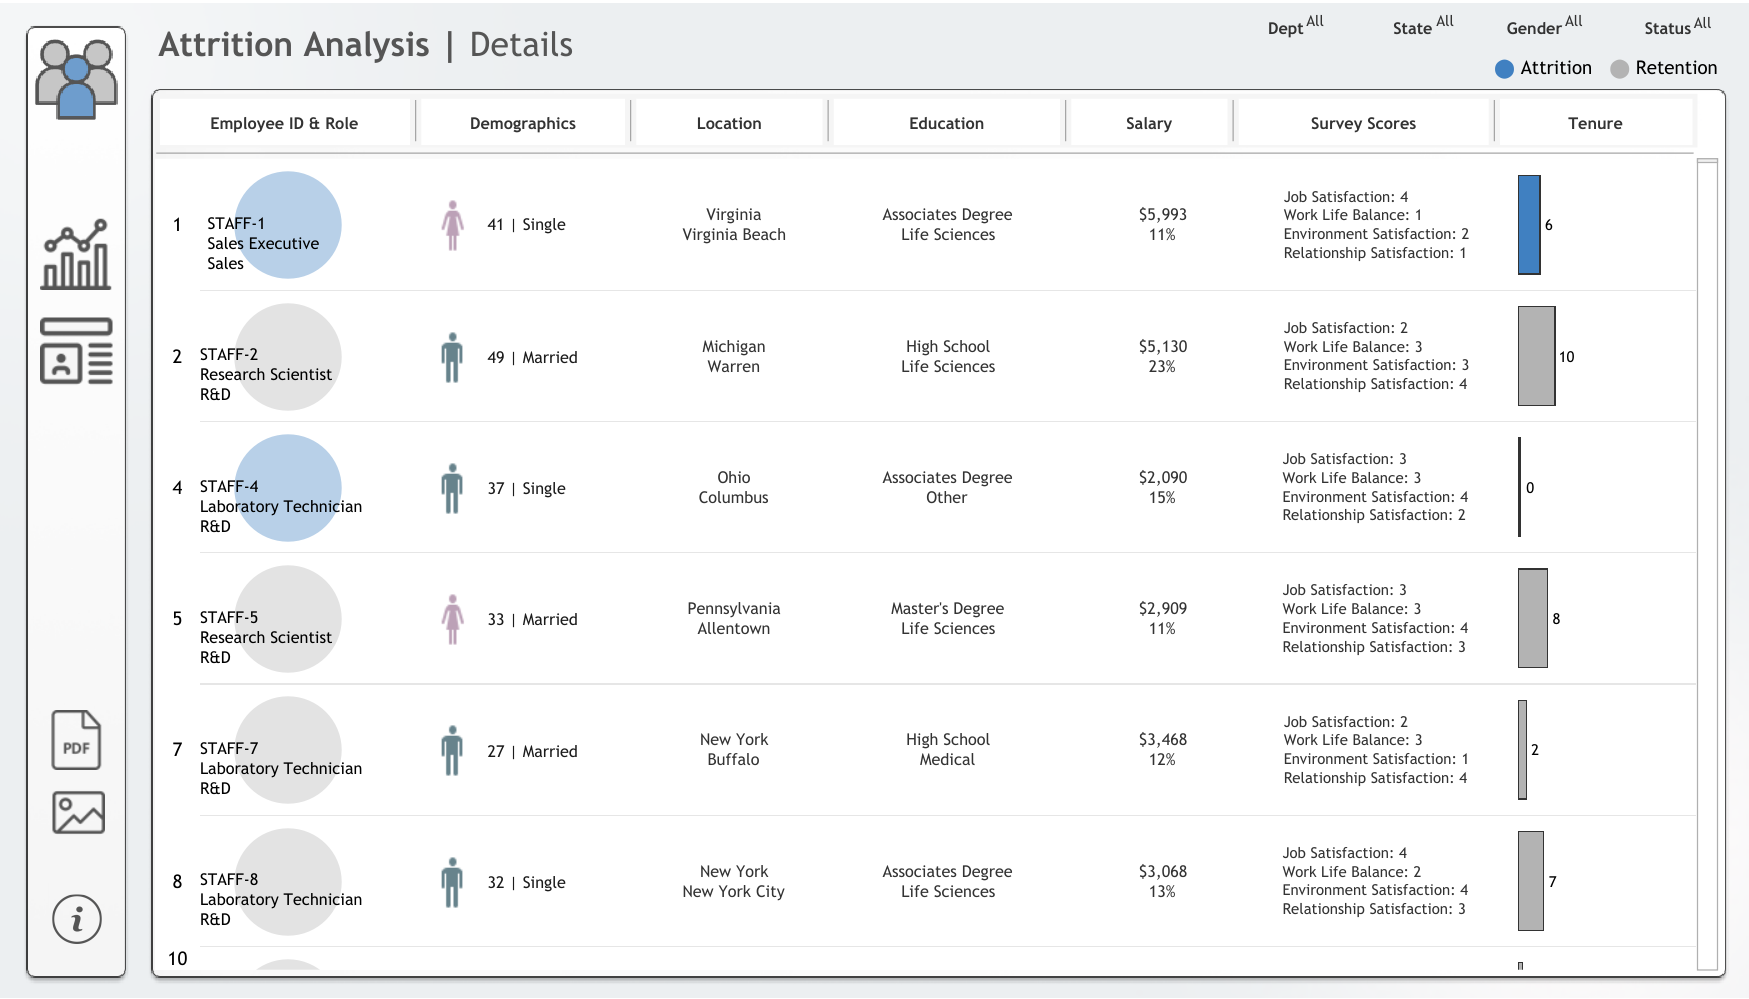 Attrition Analysis | Details
Dept All State All Gender All Status All
Attrition Retention
Employee ID & Role Demographics Location Education Salary Survey Scores Tenure
1
STAFF-1
Sales Executive
Sales
41 | Single
Virginia
Virginia Beach
Associates Degree
Life Sciences
$5,993
11%
Job Satisfaction: 4
Work Life Balance: 1
Environment Satisfaction: 2
Relationship Satisfaction: 1
6
2
STAFF-2
Research Scientist
R&D
49 | Married
Michigan
Warren
High School
Life Sciences
$5,130
23%
Job Satisfaction: 2
Work Life Balance: 3
Environment Satisfaction: 3
Relationship Satisfaction: 4
10
4
STAFF-4
Laboratory Technician
R&D
37 | Single
Ohio
Columbus
Associates Degree
Other
$2,090
15%
Job Satisfaction: 3
Work Life Balance: 3
Environment Satisfaction: 4
Relationship Satisfaction: 2
0
5
STAFF-5
Research Scientist
R&D
33 | Married
Pennsylvania
Allentown
Master's Degree
Life Sciences
$2,909
11%
Job Satisfaction: 3
Work Life Balance: 3
Environment Satisfaction: 4
Relationship Satisfaction: 3
8
7
STAFF-7
Laboratory Technician
R&D
27 | Married
New York
Buffalo
High School
Medical
$3,468
12%
Job Satisfaction: 2
Work Life Balance: 3
Environment Satisfaction: 1
Relationship Satisfaction: 4
2
8
STAFF-8
Laboratory Technician
R&D
32 | Single
New York
New York City
Associates Degree
Life Sciences
$3,068
13%
Job Satisfaction: 4
Work Life Balance: 2
Environment Satisfaction: 4
Relationship Satisfaction: 3
7
10
PDF
i